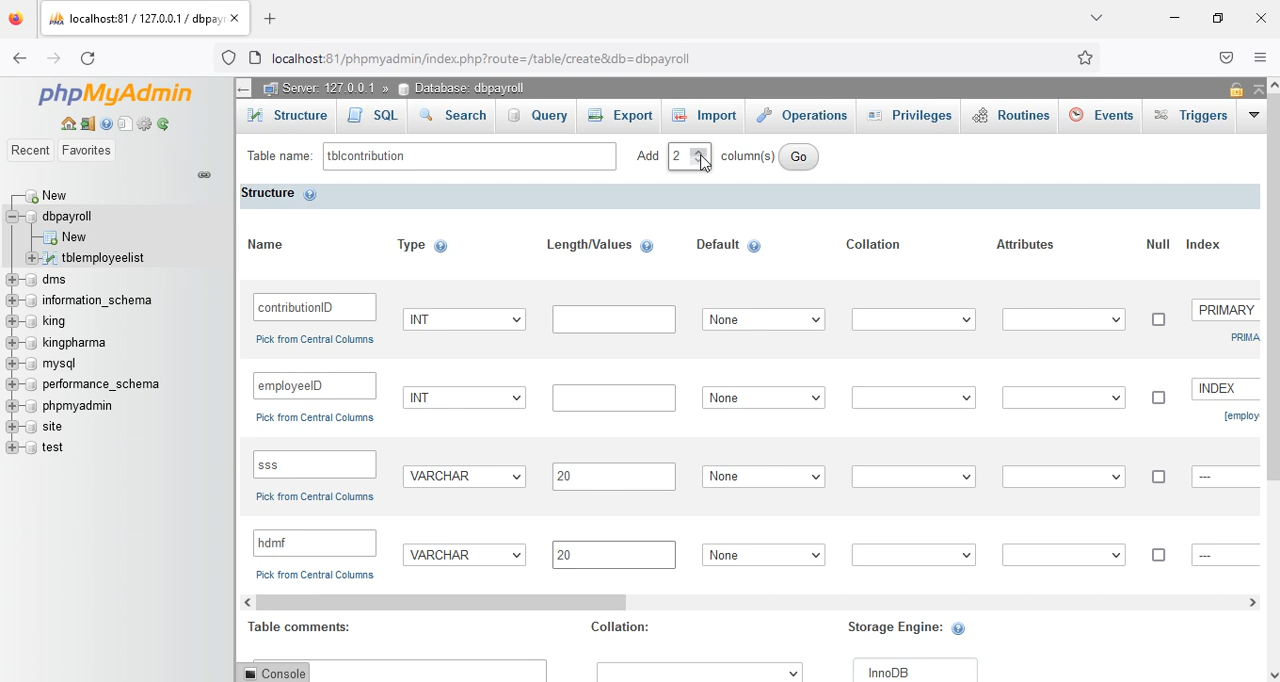 localhost:81 / 127.0.0.1 / dbpayr
localhost:81/phpmyadmin/index.php?route=/table/create&db=dbpayroll
phpMyAdmin
Recent Favorites
New
dbpayroll
New
tblemployeelist
dms
information_schema
king
kingpharma
mysql
performance_schema
phpmyadmin
site
test
Server: 127.0.0.1 » Database: dbpayroll
Structure SQL Search Query Export Import Operations Privileges Routines Events Triggers
Table name: tblcontribution Add 2 column(s) Go
Structure
Name Type Length/Values Default Collation Attributes Null Index
contributionID INT None PRIMARY
Pick from Central Columns PRIMA
employeeID INT None INDEX
Pick from Central Columns [employ
sss VARCHAR 20 None ---
Pick from Central Columns
hdmf VARCHAR 20 None ---
Pick from Central Columns
Table comments: Collation: Storage Engine:
Console InnoDB